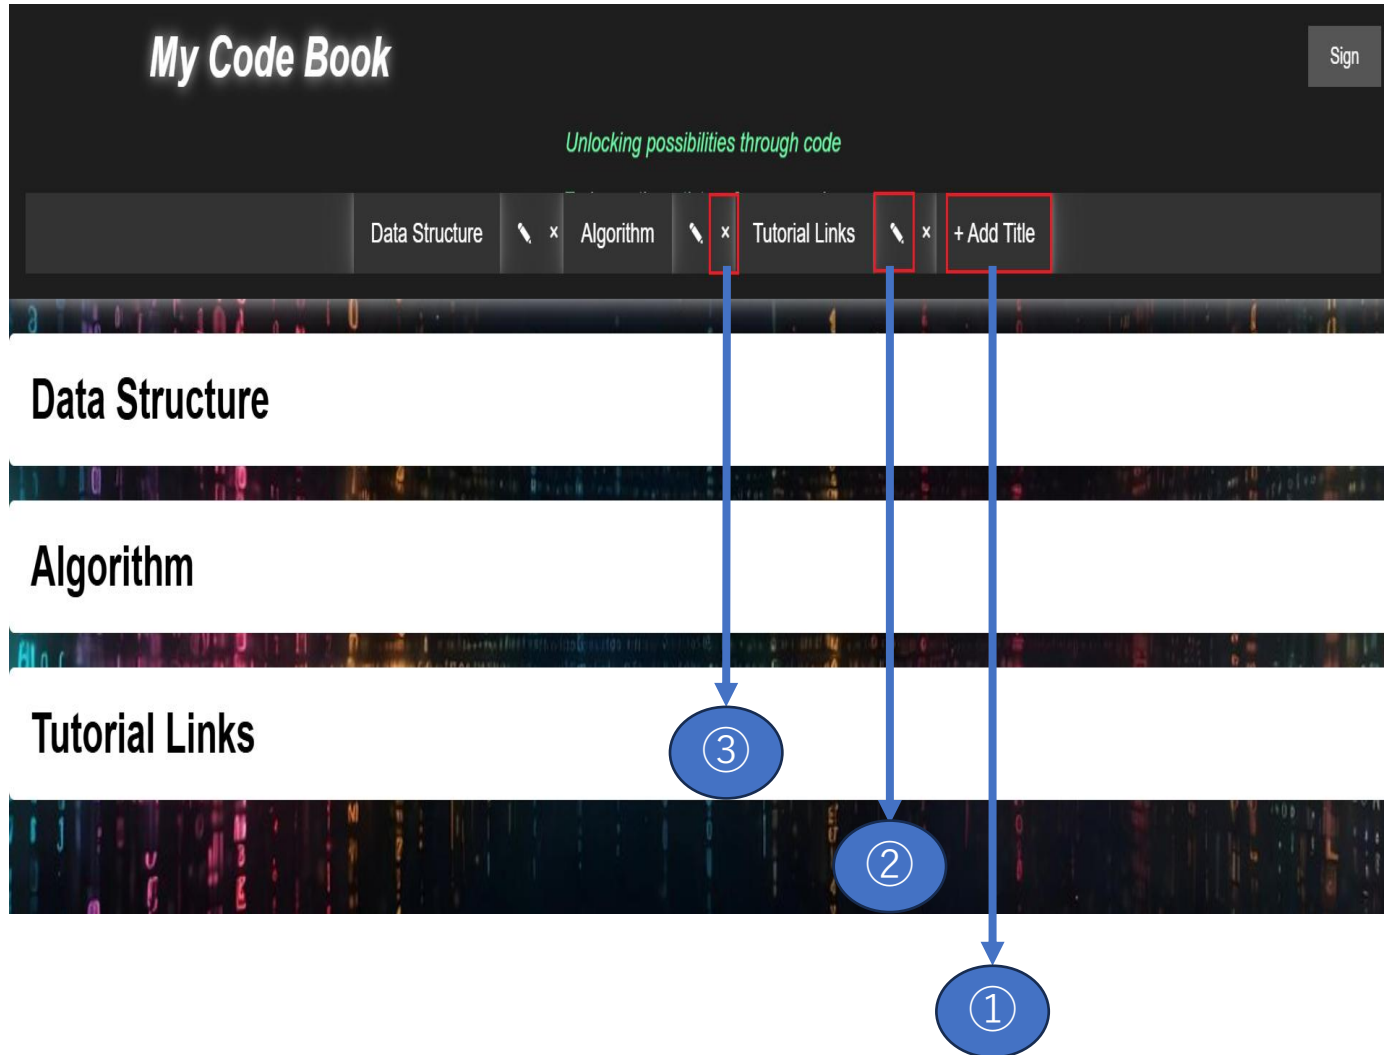 My Code Book
Sign
Unlocking possibilities through code
Data Structure × Algorithm × Tutorial Links × + Add Title
Data Structure
Algorithm
Tutorial Links
③
②
①